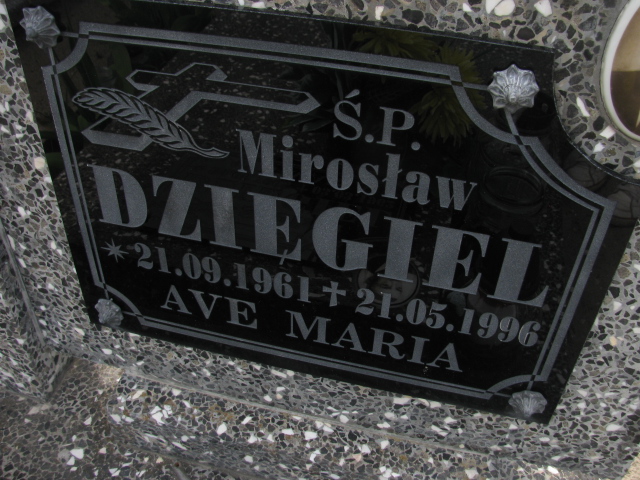 Ś.P.
Mirosław
DZIĘGIEL
* 21.09.1961 ✝ 21.05.1996
AVE MARIA